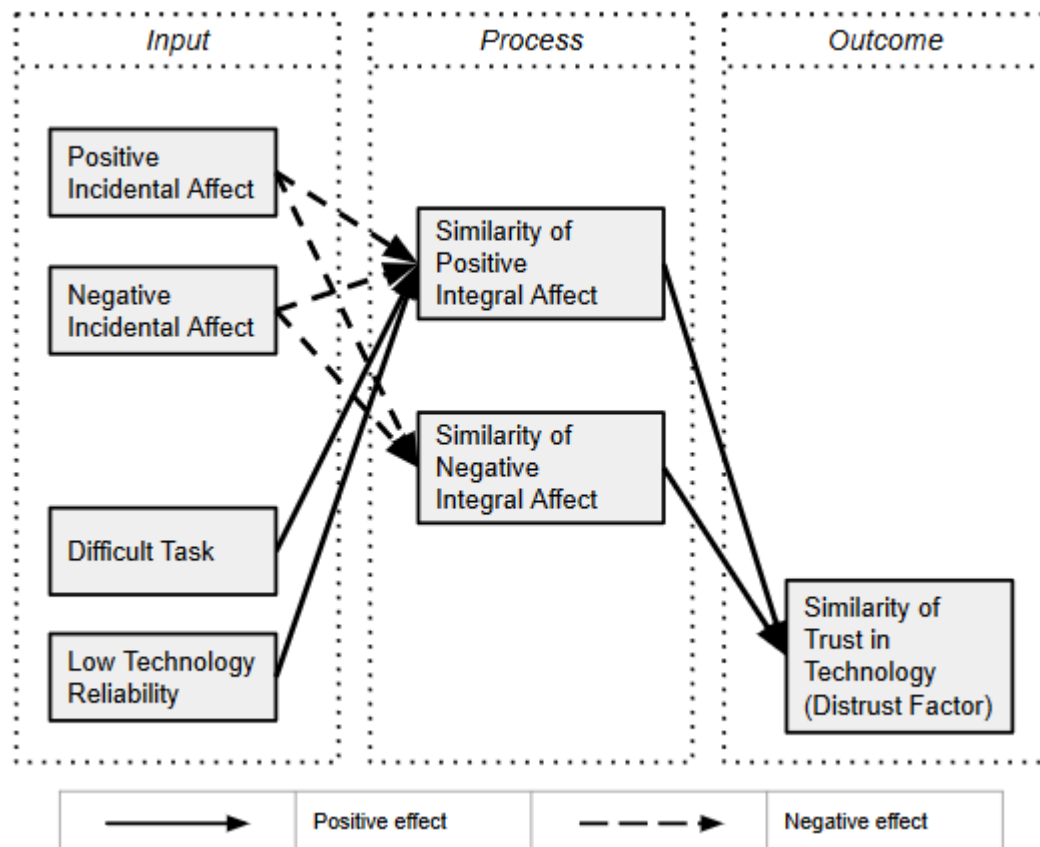 Input
Process
Outcome
Positive
Incidental Affect
Negative
Incidental Affect
Difficult Task
Low Technology
Reliability
Similarity of
Positive
Integral Affect
Similarity of
Negative
Integral Affect
Similarity of
Trust in
Technology
(Distrust Factor)
Positive effect
Negative effect